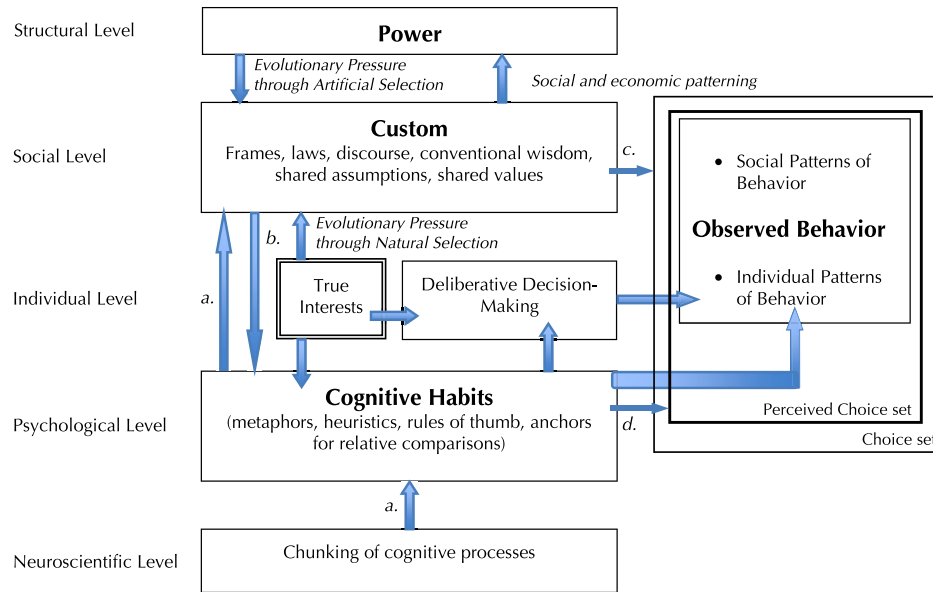 Structural Level
Power
Evolutionary Pressure
through Artificial Selection
Social and economic patterning
Social Level
Custom
Frames, laws, discourse, conventional wisdom,
shared assumptions, shared values
c.
• Social Patterns of
Behavior
Observed Behavior
• Individual Patterns
of Behavior
Perceived Choice set
Choice set
a.
b.
Evolutionary Pressure
through Natural Selection
Individual Level
True
Interests
Deliberative Decision-
Making
Psychological Level
Cognitive Habits
(metaphors, heuristics, rules of thumb, anchors
for relative comparisons)
d.
a.
Neuroscientific Level
Chunking of cognitive processes